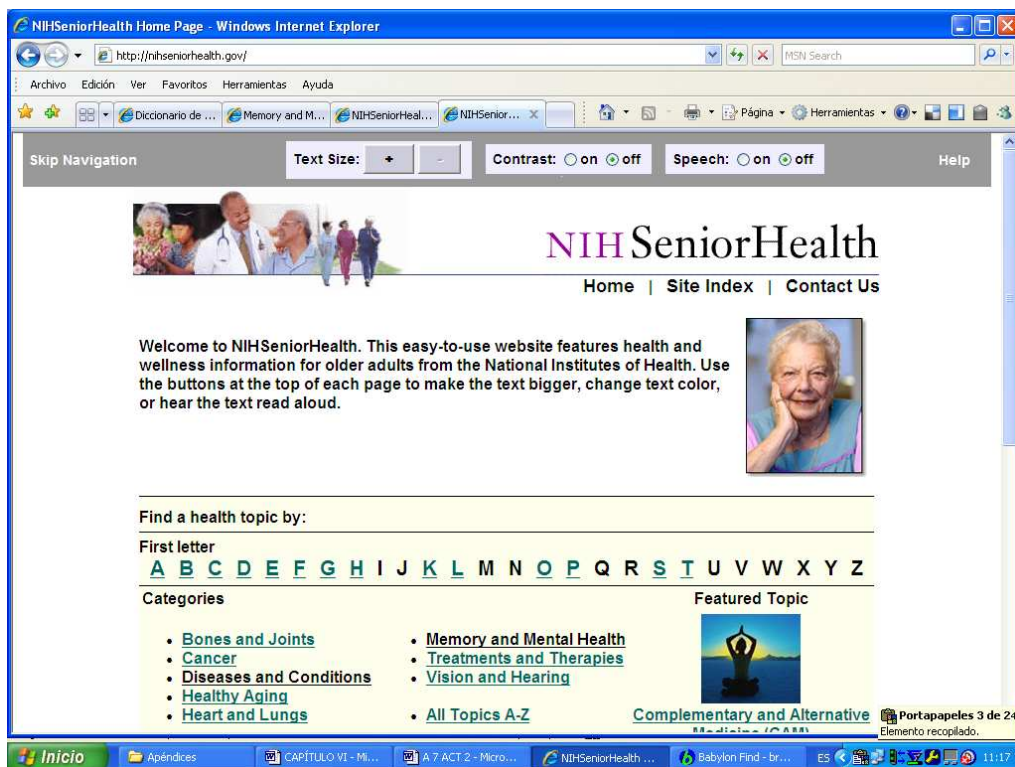 NIHSeniorHealth Home Page - Windows Internet Explorer
http://nihseniorhealth.gov/
MSN Search
Archivo Edición Ver Favoritos Herramientas Ayuda
Diccionario de ... Memory and M... NIHSeniorHeal... NIHSenior... Página Herramientas
Skip Navigation Text Size: + - Contrast: on off Speech: on off Help
NIHSeniorHealth
Home | Site Index | Contact Us
Welcome to NIHSeniorHealth. This easy-to-use website features health and
wellness information for older adults from the National Institutes of Health. Use
the buttons at the top of each page to make the text bigger, change text color,
or hear the text read aloud.
Find a health topic by:
First letter
A B C D E F G H I J K L M N O P Q R S T U V W X Y Z
Categories
Featured Topic
• Bones and Joints
• Cancer
• Diseases and Conditions
• Healthy Aging
• Heart and Lungs
• Memory and Mental Health
• Treatments and Therapies
• Vision and Hearing
• All Topics A-Z
Complementary and Alternative
Medicine (CAM)
Portapapeles 3 de 24
Elemento recopilado.
Inicio Apéndices CAPÍTULO VI - Mi... A 7 ACT 2 - Micro... NIHSeniorHealth ... Babylon Find - br... ES 11:17